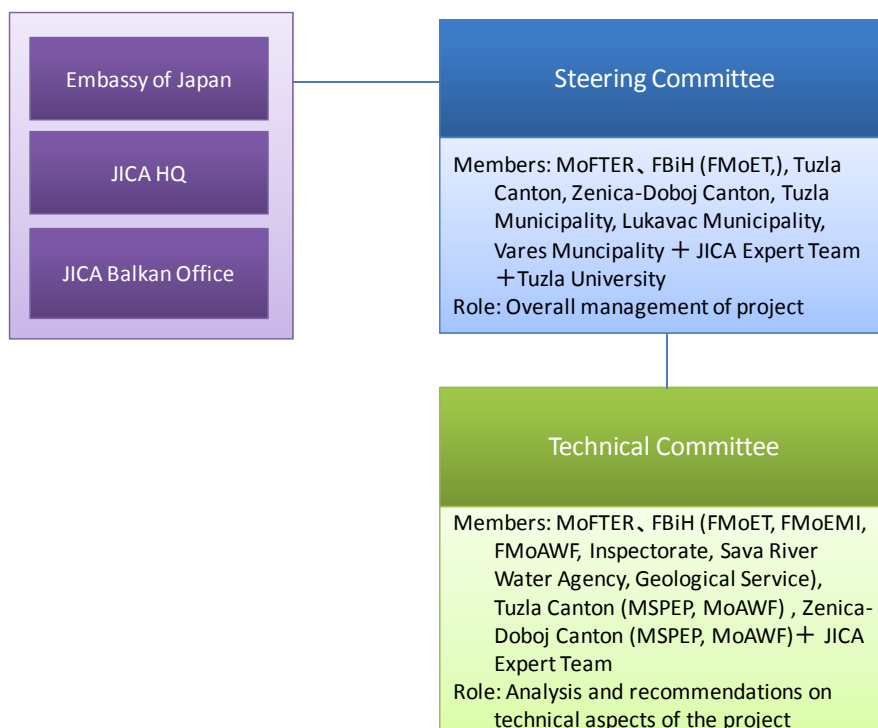 Embassy of Japan
JICA HQ
JICA Balkan Office
Steering Committee
Members: MoFTER、FBiH (FMoET,), Tuzla
Canton, Zenica-Doboj Canton, Tuzla
Municipality, Lukavac Municipality,
Vares Muncipality ＋ JICA Expert Team
＋Tuzla University
Role: Overall management of project
Technical Committee
Members: MoFTER、FBiH (FMoET, FMoEMI,
FMoAWF, Inspectorate, Sava River
Water Agency, Geological Service),
Tuzla Canton (MSPEP, MoAWF) , Zenica-
Doboj Canton (MSPEP, MoAWF)＋ JICA
Expert Team
Role: Analysis and recommendations on
technical aspects of the project